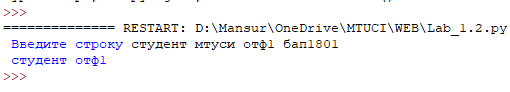 >>>
============== RESTART: D:\Mansur\OneDrive\MTUCI\WEB\Lab_1.2.py
Введите строку студент мтуси отф1 бап1801
студент отф1
>>>